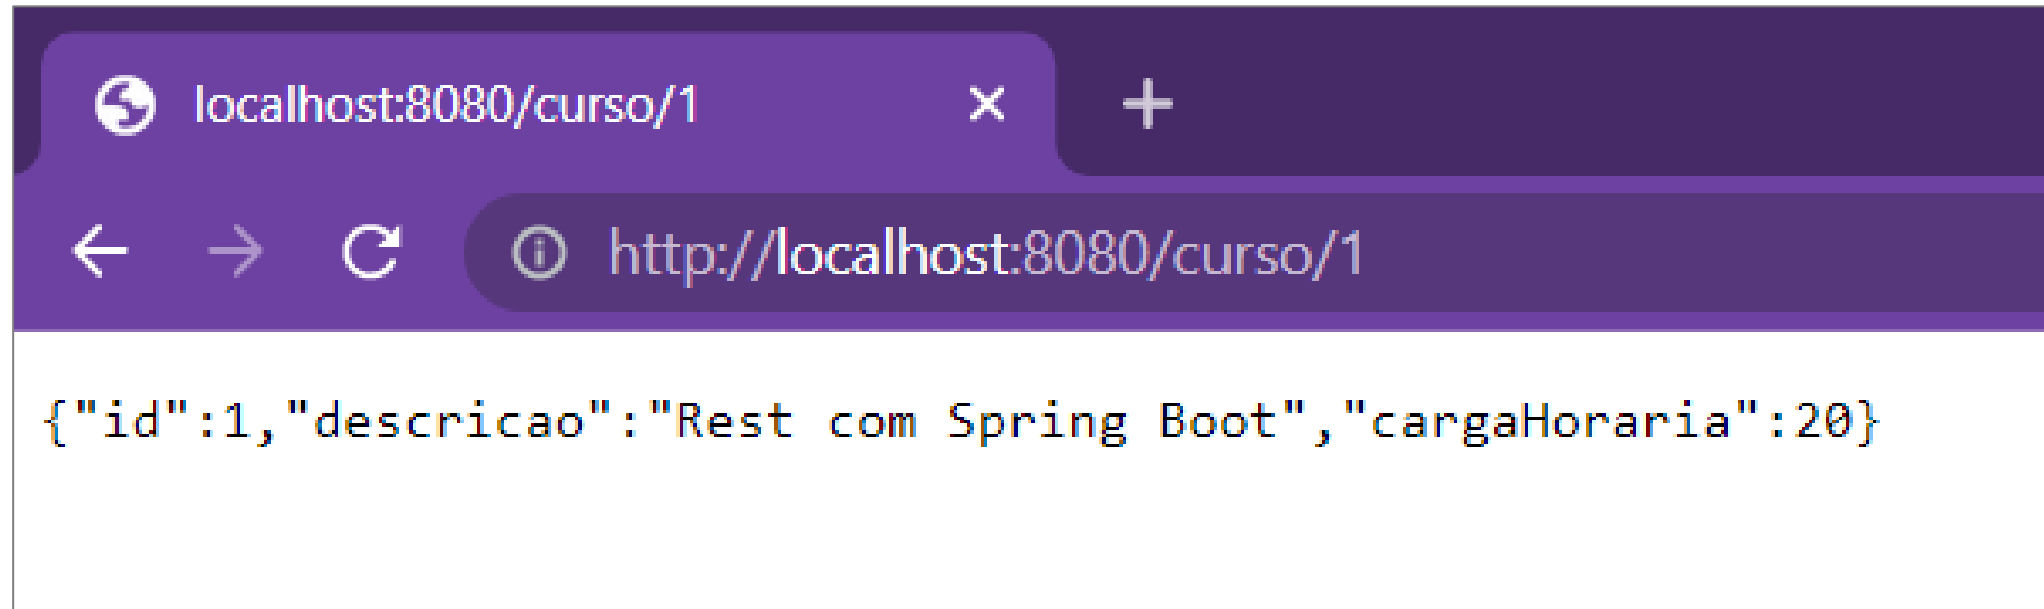 localhost:8080/curso/1
http://localhost:8080/curso/1
{"id":1,"descricao":"Rest com Spring Boot","cargaHoraria":20}